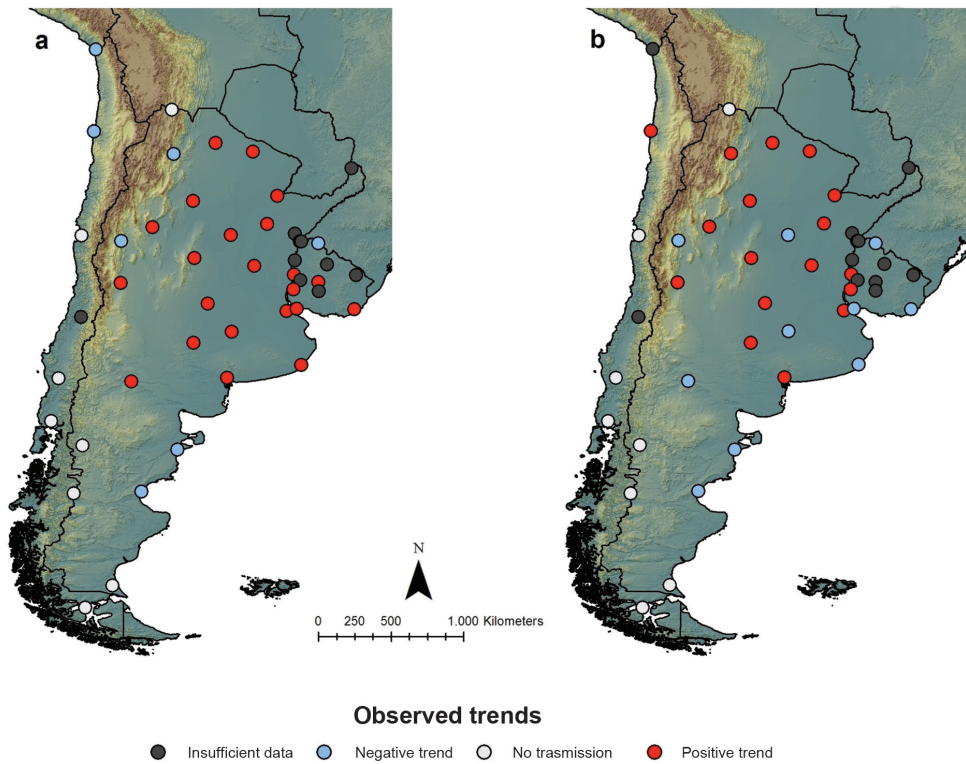 a
b
N
0 250 500 1.000 Kilometers
Observed trends
Insufficient data Negative trend No trasmission Positive trend